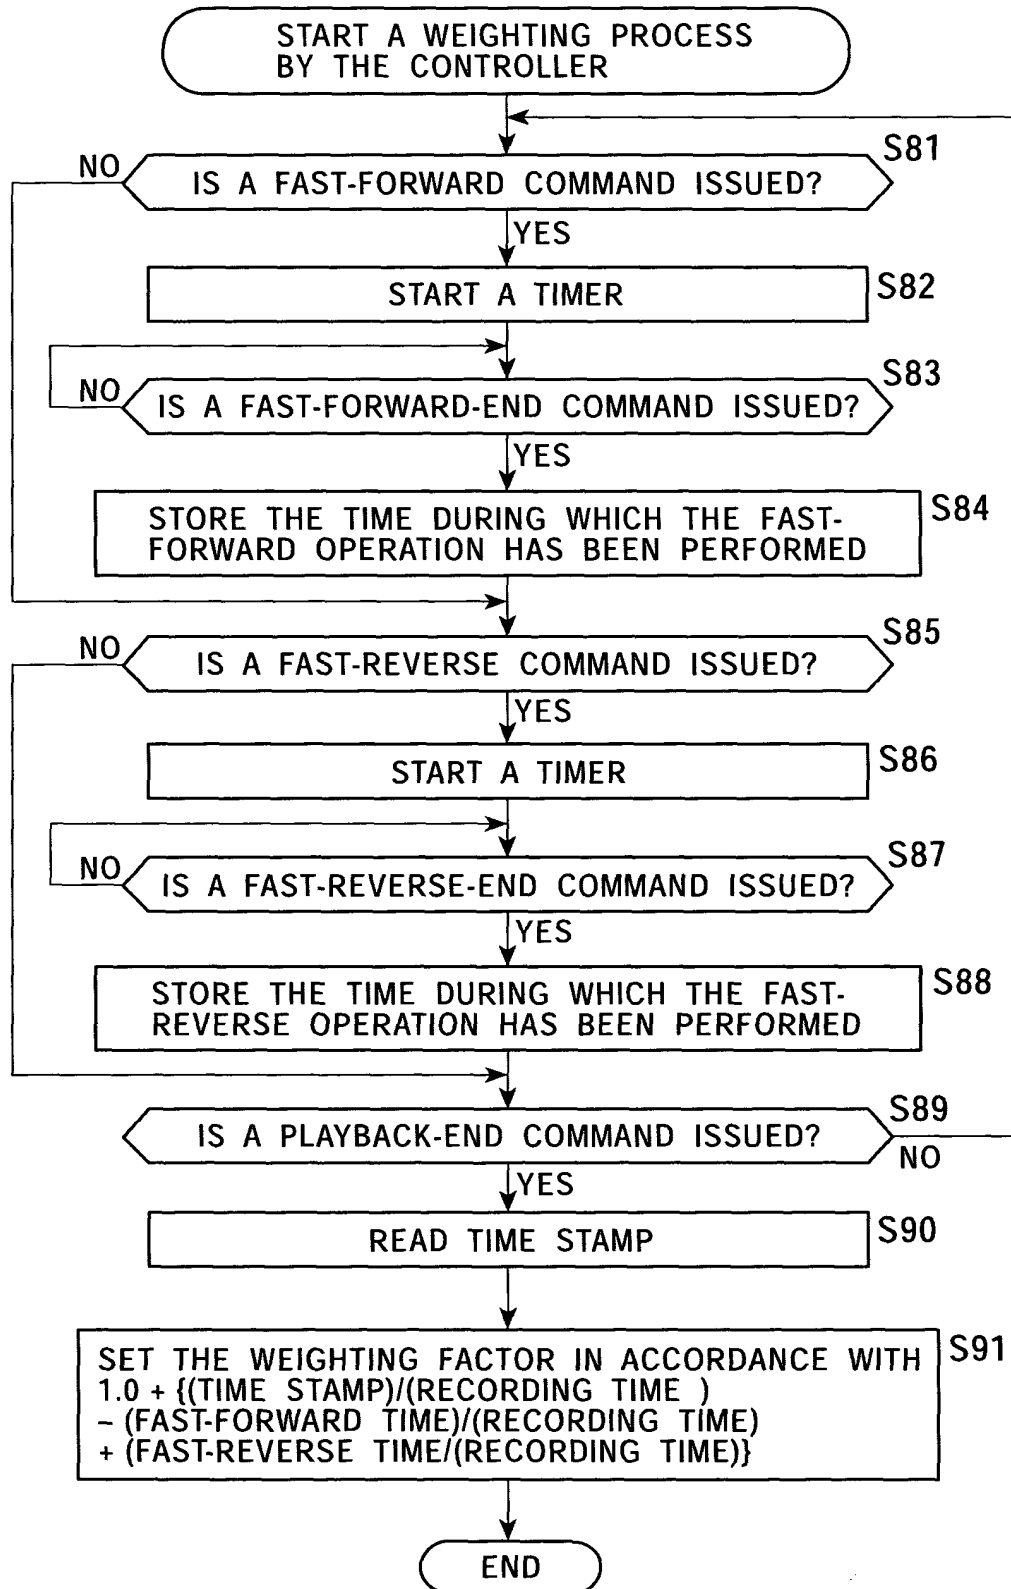 START A WEIGHTING PROCESS
BY THE CONTROLLER
S81
NO
IS A FAST-FORWARD COMMAND ISSUED?
YES
S82
START A TIMER
S83
NO
IS A FAST-FORWARD-END COMMAND ISSUED?
YES
S84
STORE THE TIME DURING WHICH THE FAST-
FORWARD OPERATION HAS BEEN PERFORMED
S85
NO
IS A FAST-REVERSE COMMAND ISSUED?
YES
S86
START A TIMER
S87
NO
IS A FAST-REVERSE-END COMMAND ISSUED?
YES
S88
STORE THE TIME DURING WHICH THE FAST-
REVERSE OPERATION HAS BEEN PERFORMED
S89
IS A PLAYBACK-END COMMAND ISSUED?
NO
YES
S90
READ TIME STAMP
S91
SET THE WEIGHTING FACTOR IN ACCORDANCE WITH
1.0 + {(TIME STAMP)/(RECORDING TIME )
– (FAST-FORWARD TIME)/(RECORDING TIME)
+ (FAST-REVERSE TIME/(RECORDING TIME)}
END